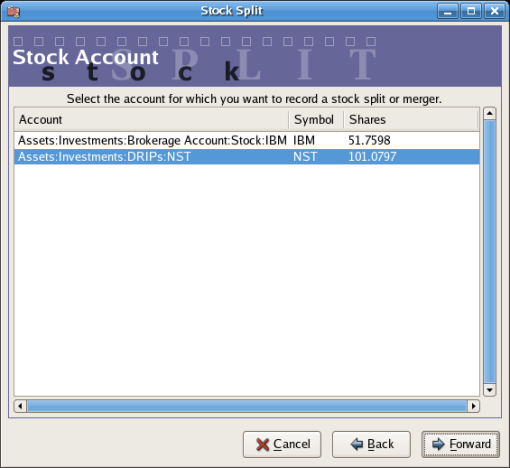 Stock Split
Stock Account
SPLIT
stock
Select the account for which you want to record a stock split or merger.
Account Symbol Shares
Assets:Investments:Brokerage Account:Stock:IBM IBM 51.7598
Assets:Investments:DRIPs:NST NST 101.0797
Cancel Back Forward